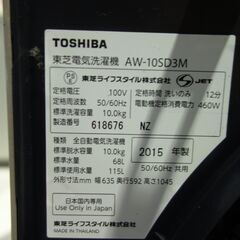 TOSHIBA
東芝電気洗濯機 AW-10SD3M
PS E 東芝ライフスタイル株式会社 JET
定格電圧 100V 定格時間 洗いのみ 12分
定格周波数 50/60Hz 電動機定格消費電力 460W
標準洗濯容量 10.0kg
製造番号 618676 NZ
種類 全自動電気洗濯機
標準脱水容量 10.0kg
標準水量 68L
標準使用水量 115L
2015 年製
50/60Hz 共用
外形寸法mm 幅635 奥行592 高さ1045
日本国内専用
Use Only in Japan
東芝ライフスタイル株式会社
MADE IN THAILAND